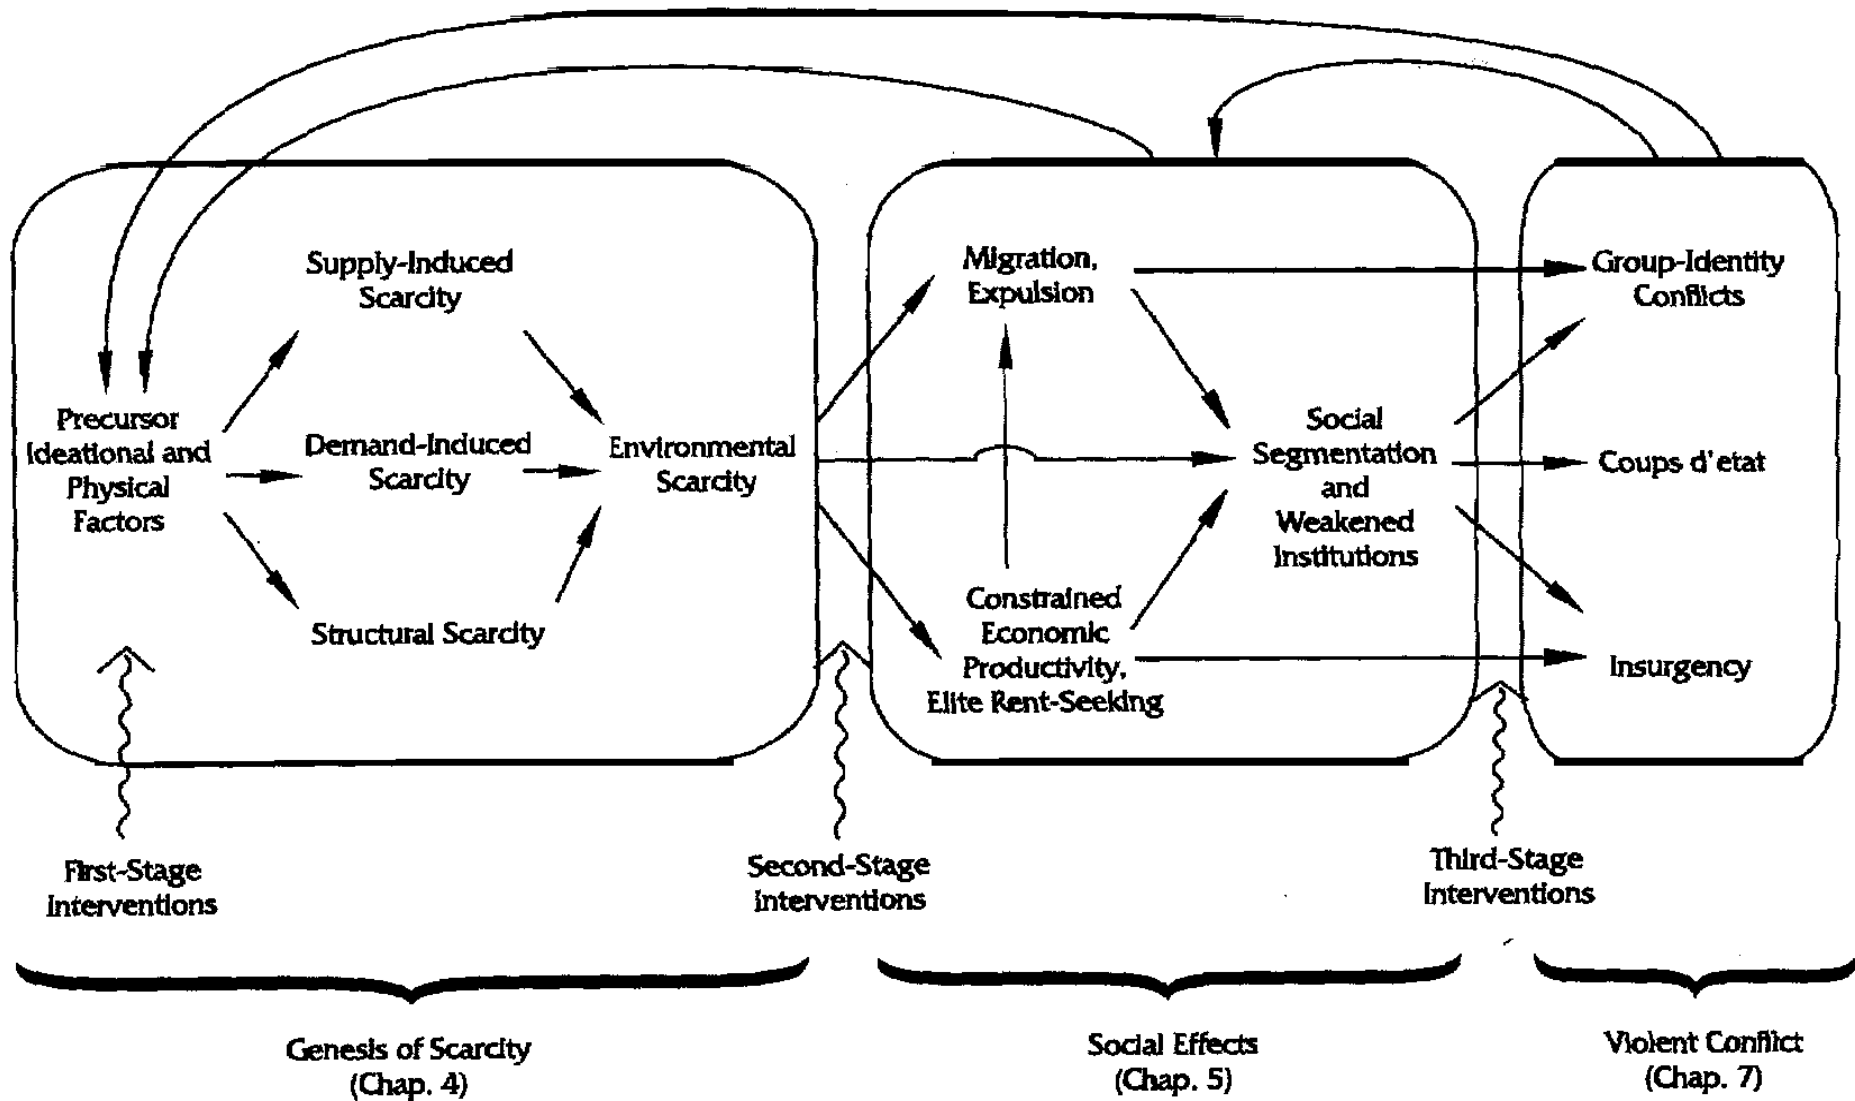 Supply-Induced
Scarcity
Precursor
Ideational and
Physical
Factors
Demand-Induced
Scarcity
Structural Scarcity
Environmental
Scarcity
Migration,
Expulsion
Social
Segmentation
and
Weakened
Institutions
Constrained
Economic
Productivity,
Elite Rent-Seeking
Group-Identity
Conflicts
Coups d'etat
Insurgency
First-Stage
Interventions
Second-Stage
Interventions
Third-Stage
Interventions
Genesis of Scarcity
(Chap. 4)
Social Effects
(Chap. 5)
Violent Conflict
(Chap. 7)